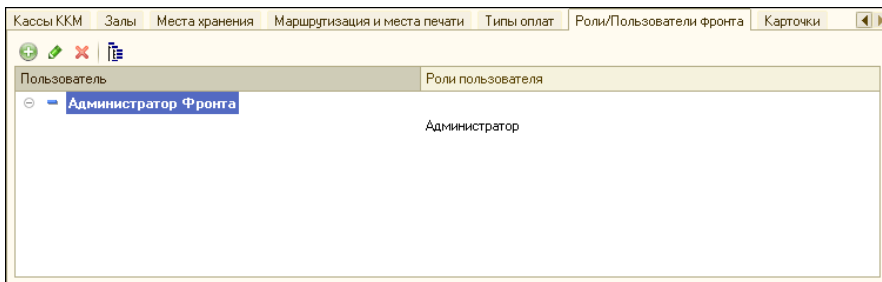 Кассы ККМ Залы Места хранения Маршрутизация и места печати Типы оплат Роли/Пользователи фронта Карточки
Пользователь Роли пользователя
Администратор Фронта
Администратор